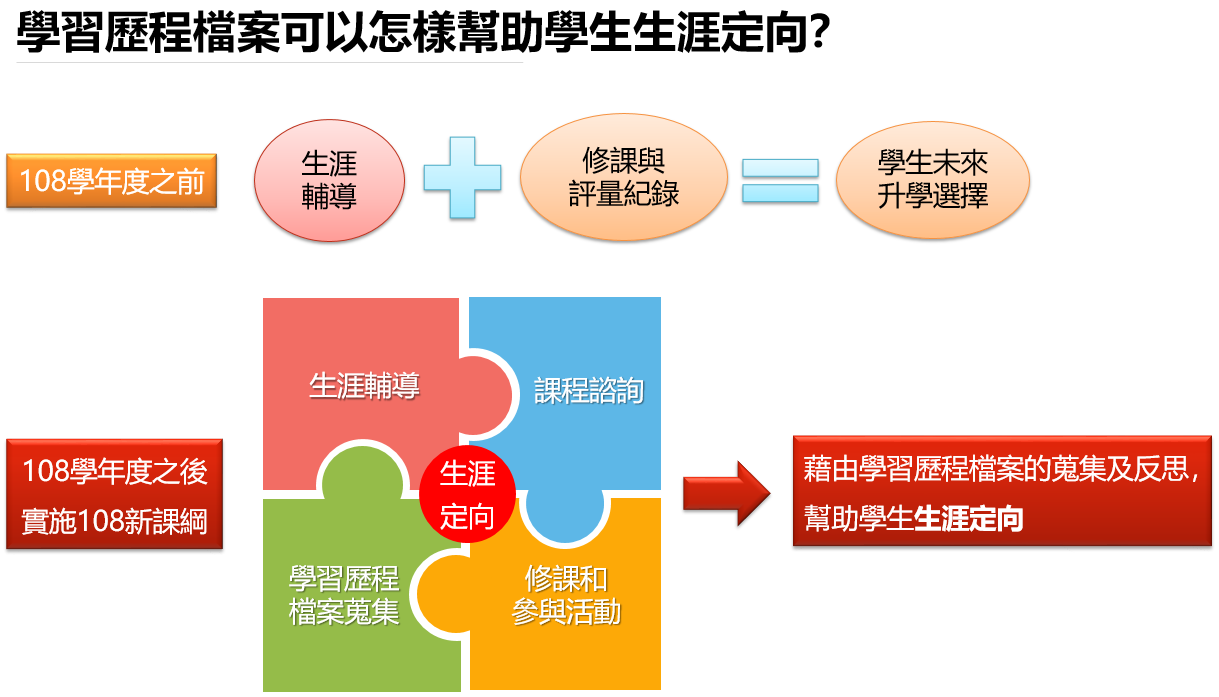 學習歷程檔案可以怎樣幫助學生生涯定向?
108學年度之前
生涯
輔導
修課與
評量紀錄
學生未來
升學選擇
生涯輔導
課程諮詢
生涯
定向
學習歷程
檔案蒐集
修課和
參與活動
108學年度之後
實施108新課綱
藉由學習歷程檔案的蒐集及反思,
幫助學生生涯定向